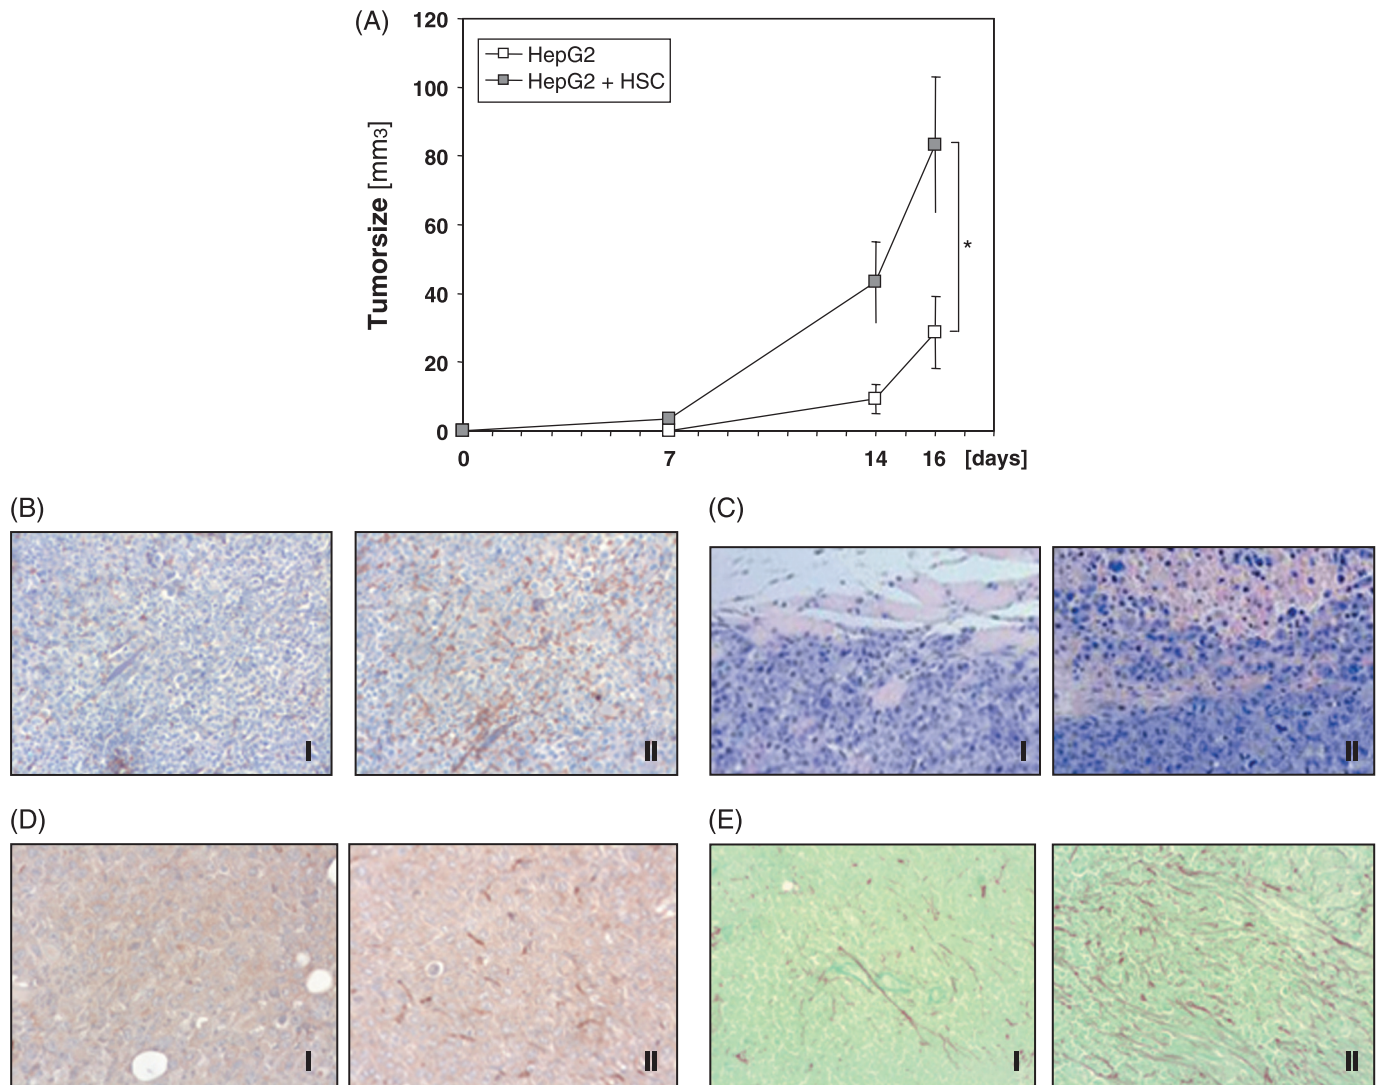 (A)
120
100
80
60
40
20
0
Tumorsize [mm3]
HepG2
HepG2 + HSC
*
0 7 14 16 [days]
(B) (C)
I II I II
(D) (E)
I II I II